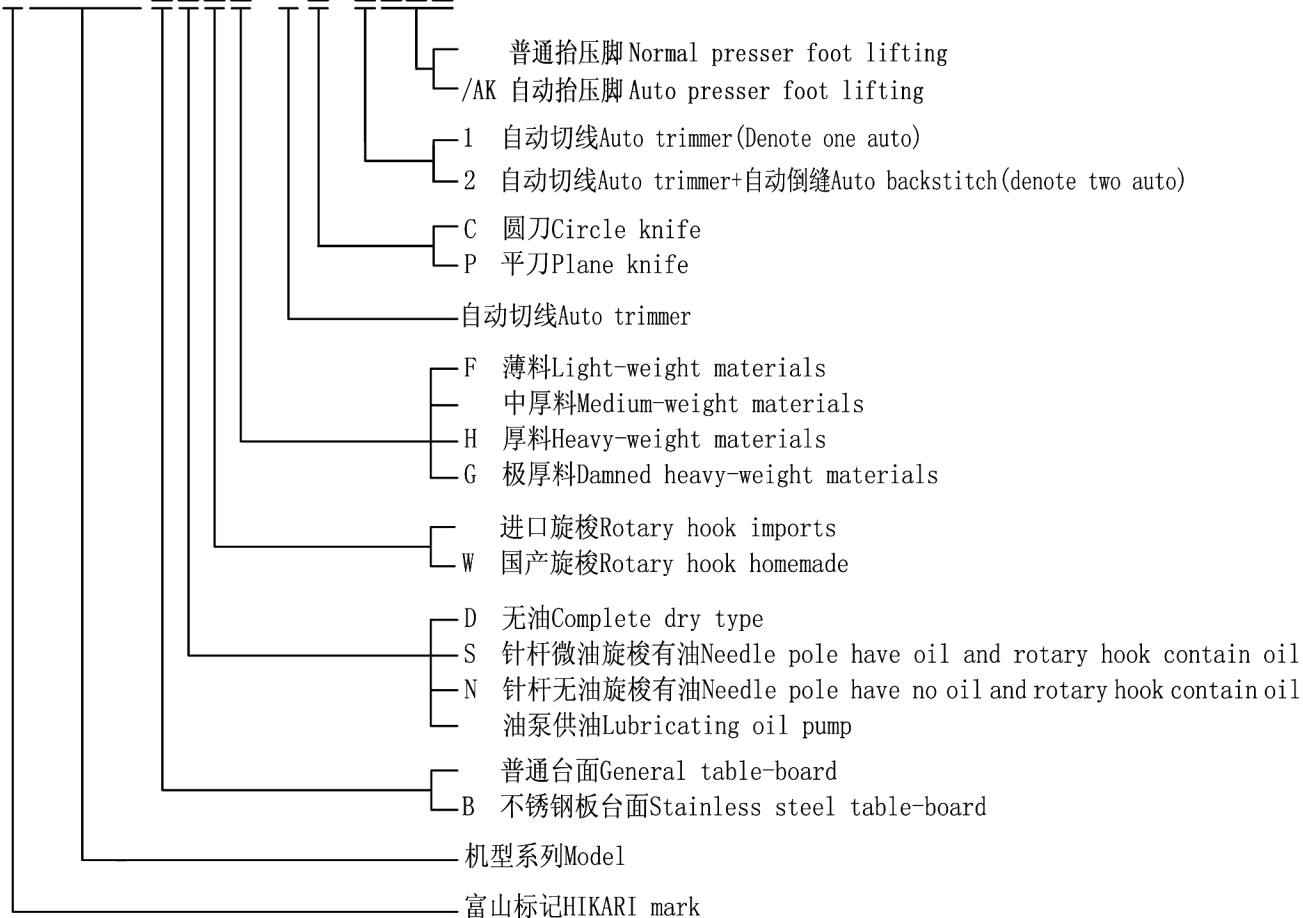 普通抬压脚 Normal presser foot lifting
/AK 自动抬压脚 Auto presser foot lifting
1 自动切线Auto trimmer(Denote one auto)
2 自动切线Auto trimmer+自动倒缝Auto backstitch(denote two auto)
C 圆刀Circle knife
P 平刀Plane knife
自动切线Auto trimmer
F 薄料Light-weight materials
中厚料Medium-weight materials
H 厚料Heavy-weight materials
G 极厚料Damned heavy-weight materials
进口旋梭Rotary hook imports
W 国产旋梭Rotary hook homemade
D 无油Complete dry type
S 针杆微油旋梭有油Needle pole have oil and rotary hook contain oil
N 针杆无油旋梭有油Needle pole have no oil and rotary hook contain oil
油泵供油Lubricating oil pump
普通台面General table-board
B 不锈钢板台面Stainless steel table-board
机型系列Model
富山标记HIKARI mark